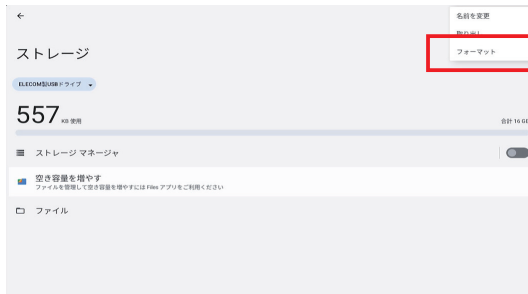 名前を変更
取り出し
フォーマット
ストレージ
ELECOM製USBドライブ
557 KB 使用
合計 16 GB
ストレージ マネージャ
空き容量を増やす
ファイルを管理して空き容量を増やすには Files アプリをご利用ください
ファイル